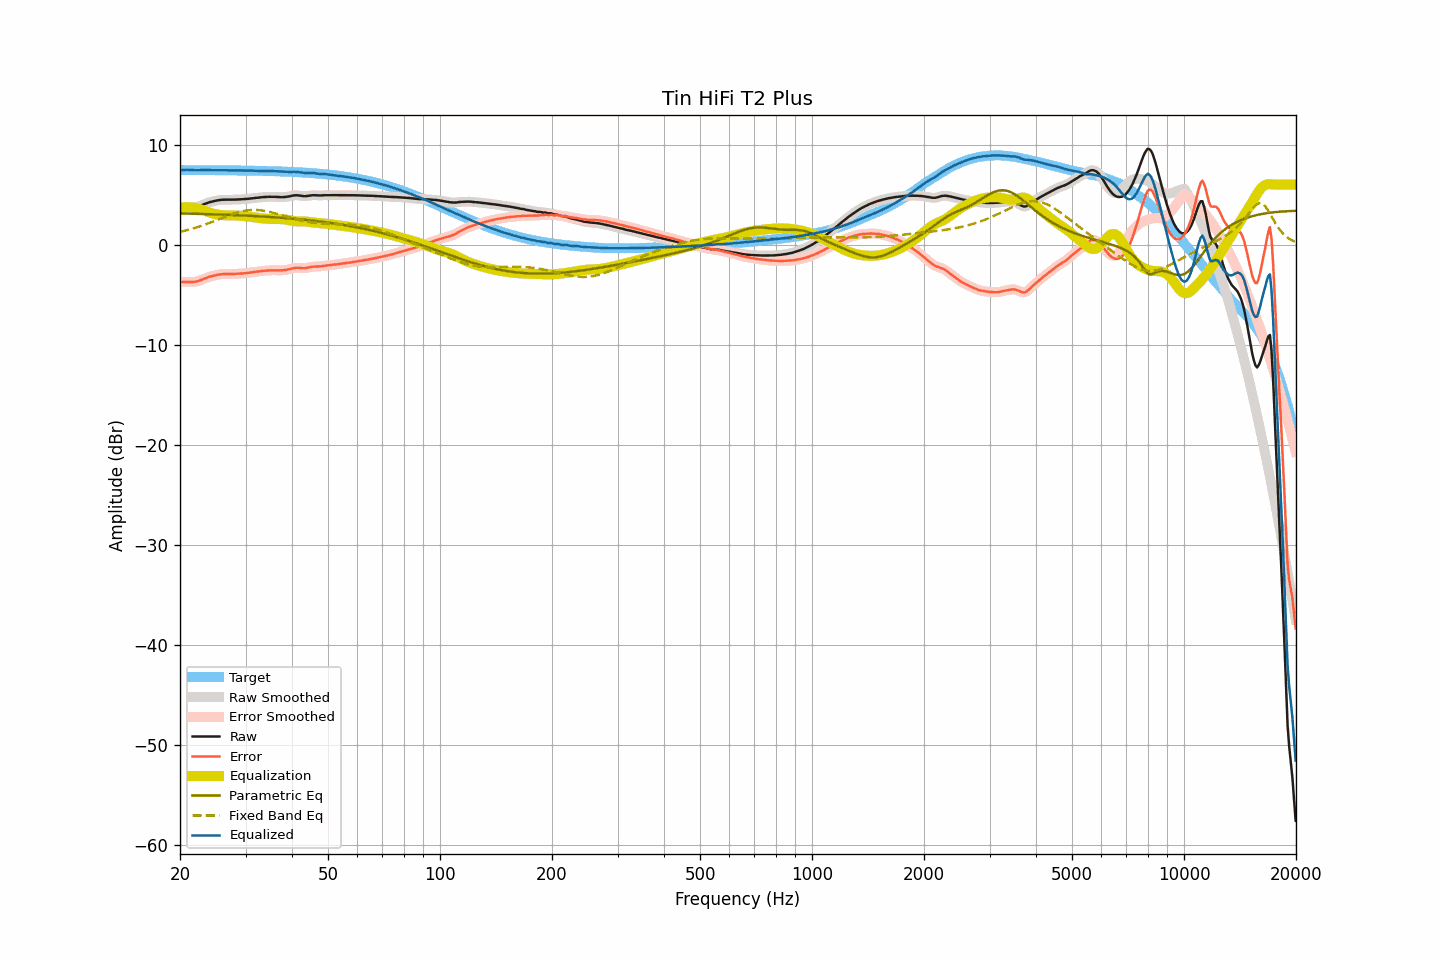 Tin HiFi T2 Plus
Amplitude (dBr)
10
0
−10
−20
−30
−40
−50
−60
Target
Raw Smoothed
Error Smoothed
Raw
Error
Equalization
Parametric Eq
Fixed Band Eq
Equalized
20 50 100 200 500 1000 2000 5000 10000 20000
Frequency (Hz)